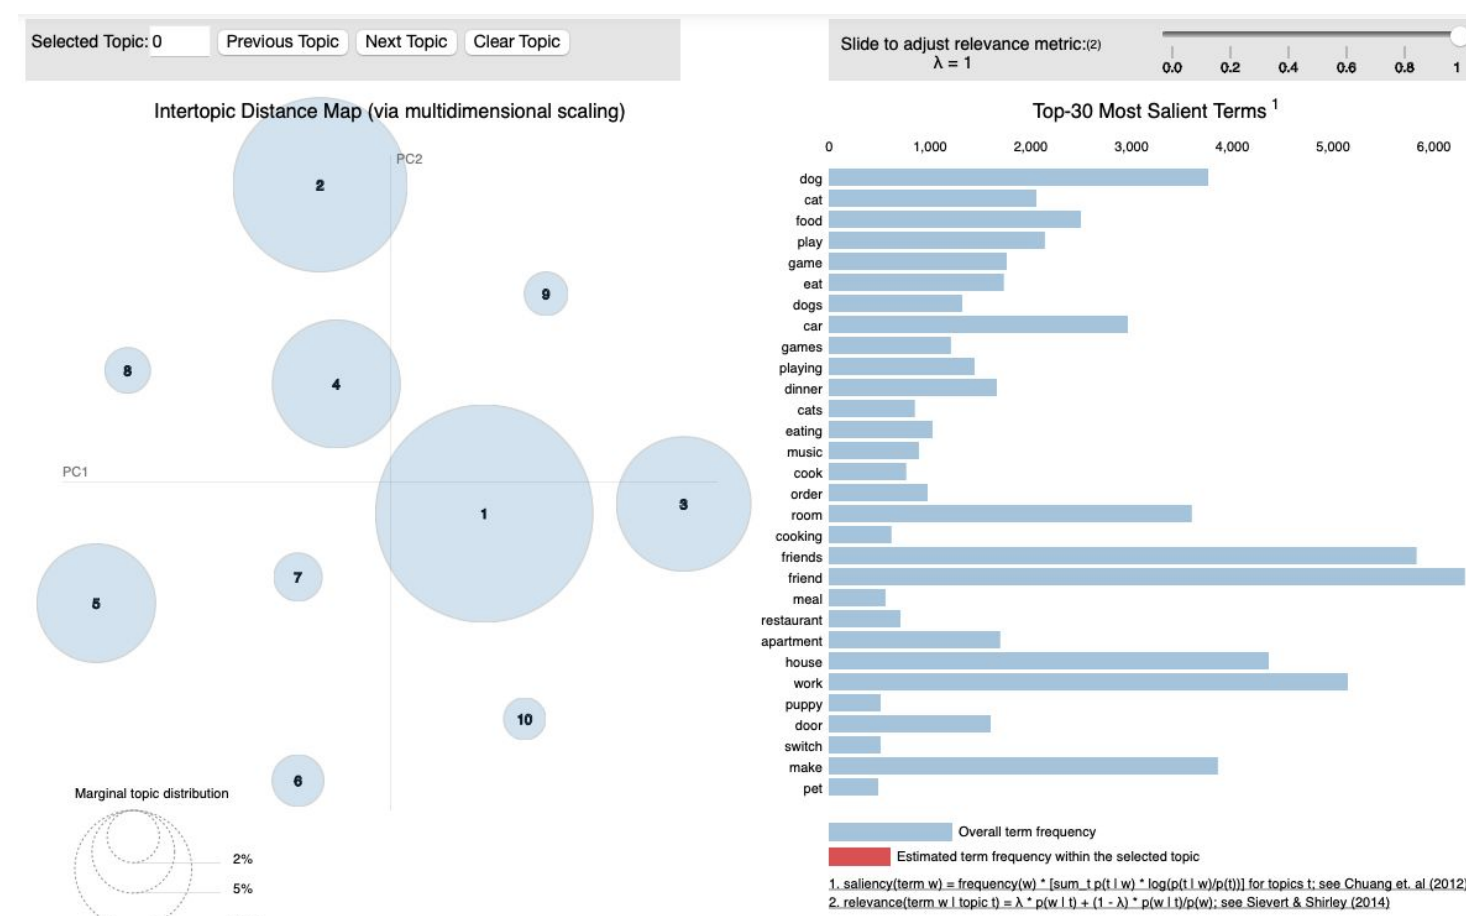 Selected Topic: 0 Previous Topic Next Topic Clear Topic
Slide to adjust relevance metric:(2)
λ = 1
0.0 0.2 0.4 0.6 0.8 1
Intertopic Distance Map (via multidimensional scaling)
PC2
2
9
8
4
PC1
1
3
7
5
10
6
Marginal topic distribution
2%
5%
Top-30 Most Salient Terms 1
0 1,000 2,000 3,000 4,000 5,000 6,000
dog
cat
food
play
game
eat
dogs
car
games
playing
dinner
cats
eating
music
cook
order
room
cooking
friends
friend
meal
restaurant
apartment
house
work
puppy
door
switch
make
pet
Overall term frequency
Estimated term frequency within the selected topic
1. saliency(term w) = frequency(w) * [sum_t p(t | w) * log(p(t | w)/p(t))] for topics t; see Chuang et. al (2012)
2. relevance(term w | topic t) = λ * p(w | t) + (1 - λ) * p(w | t)/p(w); see Sievert & Shirley (2014)